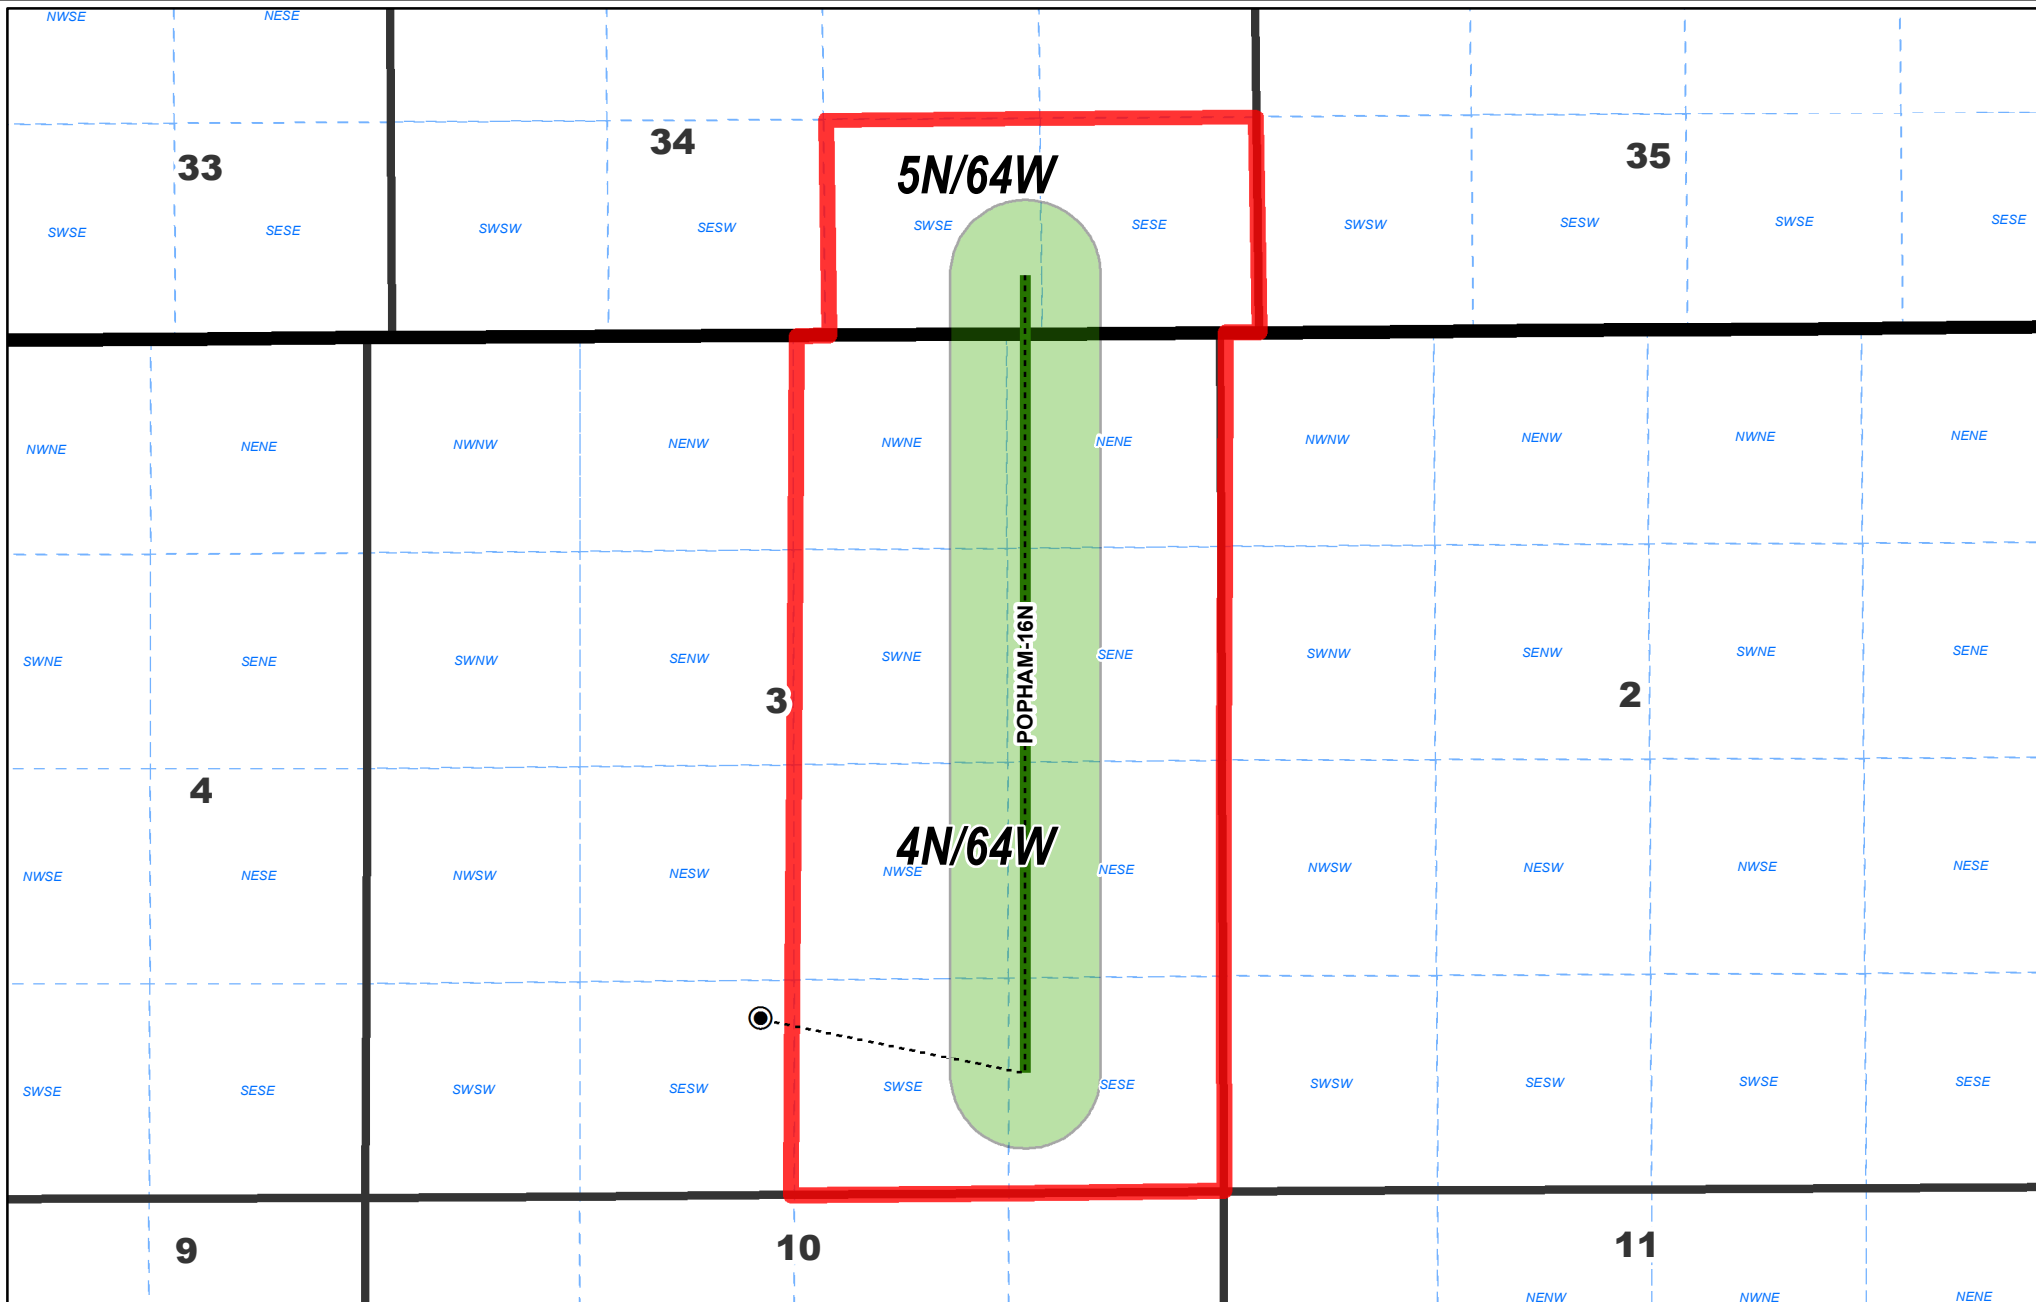 NWSE NESE
33 34 35
5N/64W
SWSE SESE SWSW SESW SWSE SESE SWSW SESW SWSE SESE
NWNE NENE NWNW NENW NWNE NENE NWNW NENW NWNE NENE
SWNE SENE SWNW SENW SWNE SENE SWNW SENW SWNE SENE
POPHAM-16N
3 2
4
4N/64W
NWSE NESE NWSW NESW NWSE NESE NWSW NESW NWSE NESE
SWSE SESE SWSW SESW SWSE SESE SWSW SESW SWSE SESE
9 10 11
NENW NWNE NENE